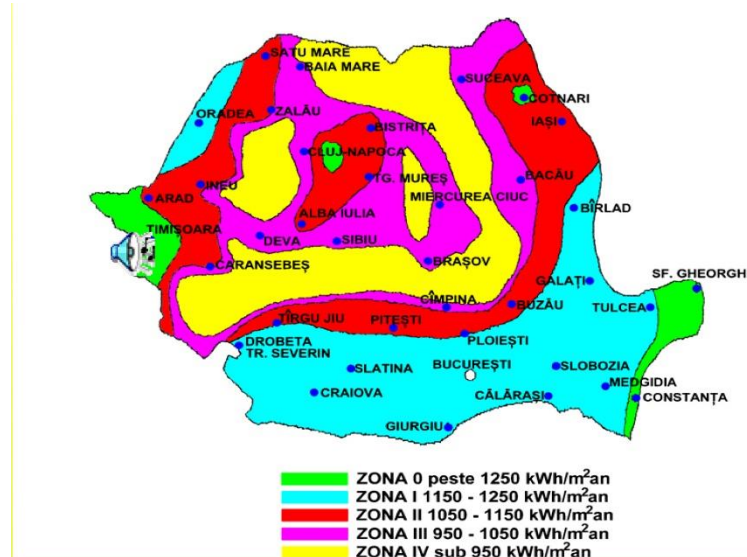 SATU MARE
BAIA MARE
SUCEAVA
COTNARI
ORADEA
ZALĂU
IAȘI
BISTRIȚA
CLUJ-NAPOCA
TG. MUREȘ
BACĂU
INEU
ARAD
MIERCUREA CIUC
BÎRLAD
ALBA IULIA
TIMIȘOARA
DEVA
SIBIU
CARANSEBEȘ
BRAȘOV
SF. GHEORGH
GALAȚI
CÎMPINA
BUZĂU
TULCEA
TÎRGU JIU
PITEȘTI
PLOIEȘTI
DROBETA
TR. SEVERIN
SLATINA
BUCUREȘTI
SLOBOZIA
MEDGIDIA
CRAIOVA
CĂLĂRAȘI
CONSTANȚA
GIURGIU
ZONA 0 peste 1250 kWh/m²an
ZONA I 1150 - 1250 kWh/m²an
ZONA II 1050 - 1150 kWh/m²an
ZONA III 950 - 1050 kWh/m²an
ZONA IV sub 950 kWh/m²an